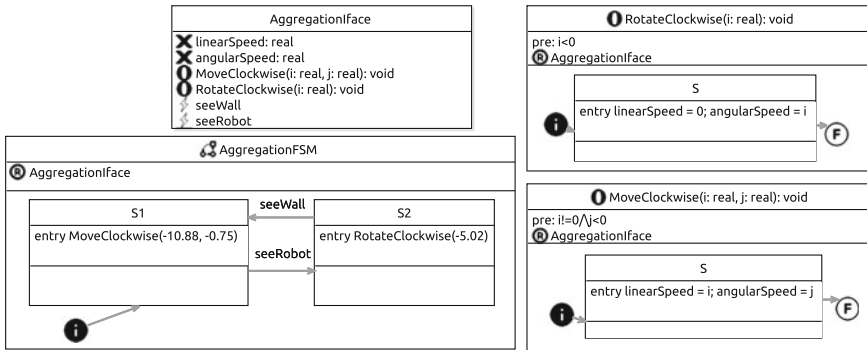 AggregationIface
linearSpeed: real
angularSpeed: real
MoveClockwise(i: real, j: real): void
RotateClockwise(i: real): void
seeWall
seeRobot
AggregationFSM
R AggregationIface
S1
entry MoveClockwise(-10.88, -0.75)
seeWall
seeRobot
S2
entry RotateClockwise(-5.02)
i
O RotateClockwise(i: real): void
pre: i<0
R AggregationIface
S
entry linearSpeed = 0; angularSpeed = i
i
F
O MoveClockwise(i: real, j: real): void
pre: i!=0/\j<0
R AggregationIface
S
entry linearSpeed = i; angularSpeed = j
i
F